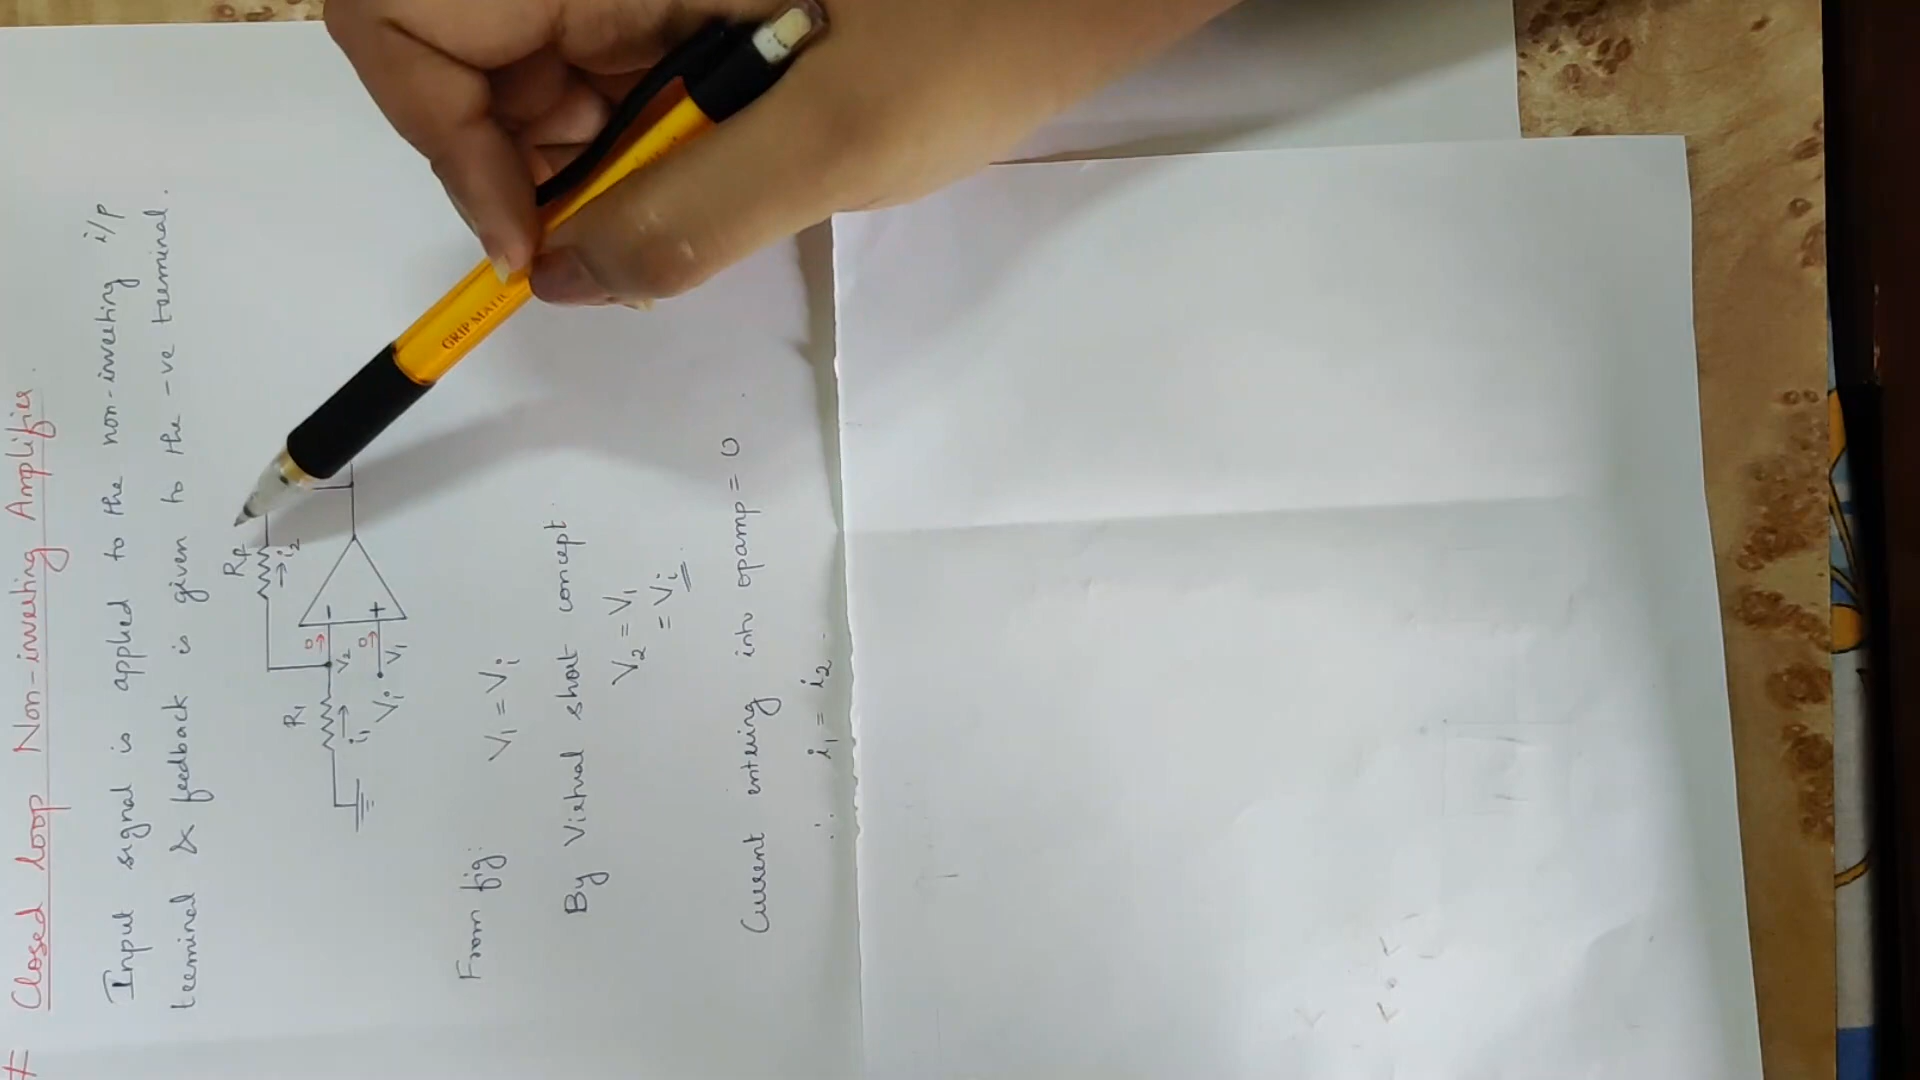 # Closed loop Non-inverting Amplifier.
Input signal is applied to the non-inverting i/p
terminal & feedback is given to the -ve terminal.
Rf
→ i2
R1
i1 →
0 →
V2
-
0 →
+
Vi
V1
From fig: V1 = Vi
By Virtual short concept
V2 = V1
= Vi.
Current entering into opamp = 0.
∴ i1 = i2.
GRIPMATIC